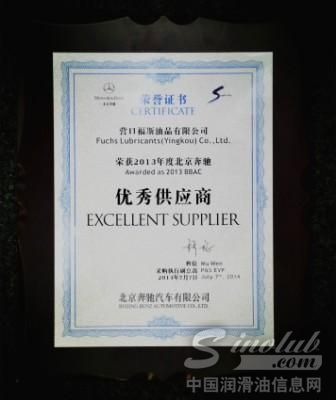 Mercedes-Benz
荣誉证书
CERTIFICATE
营口福斯油品有限公司
Fuchs Lubricants(Yingkou) Co.,Ltd.
荣获2013年度北京奔驰
Awarded as 2013 BBAC
优秀供应商
EXCELLENT SUPPLIER
Mu Wen
采购执行副总裁 P&S EVP
2014年7月7日 July 7th, 2014
北京奔驰汽车有限公司
BEIJING BENZ AUTOMOTIVE CO., LTD
Sinolub.com
中国润滑油信息网